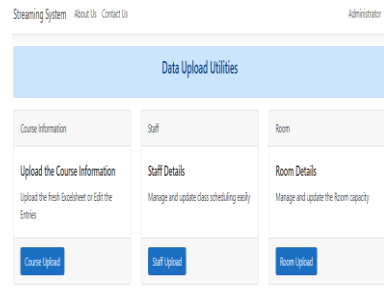 Streaming System About Us Contact Us Administrator
Data Upload Utilities
Course Information
Upload the Course Information
Upload the fresh Excelsheet or Edit the
Entries
Course Upload
Staff
Staff Details
Manage and update class scheduling easily
Staff Upload
Room
Room Details
Manage and update the Room capacity
Room Upload